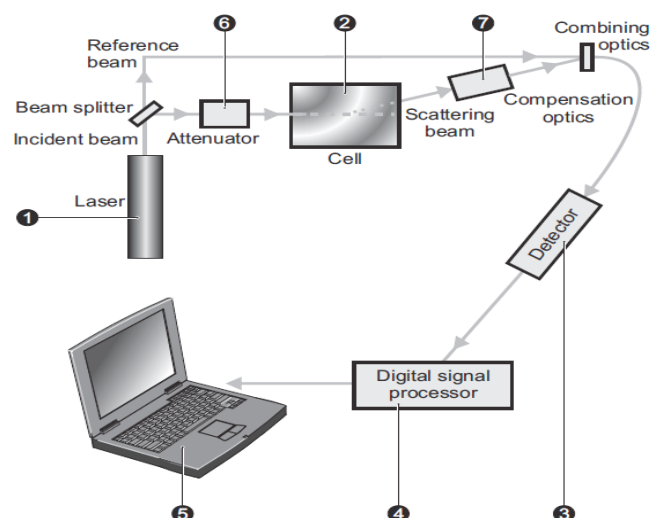 6
2
7
Combining
optics
Reference
beam
Beam splitter
Incident beam
Attenuator
Cell
Scattering
beam
Compensation
optics
Laser
1
Detector
Digital signal
processor
5
4
3